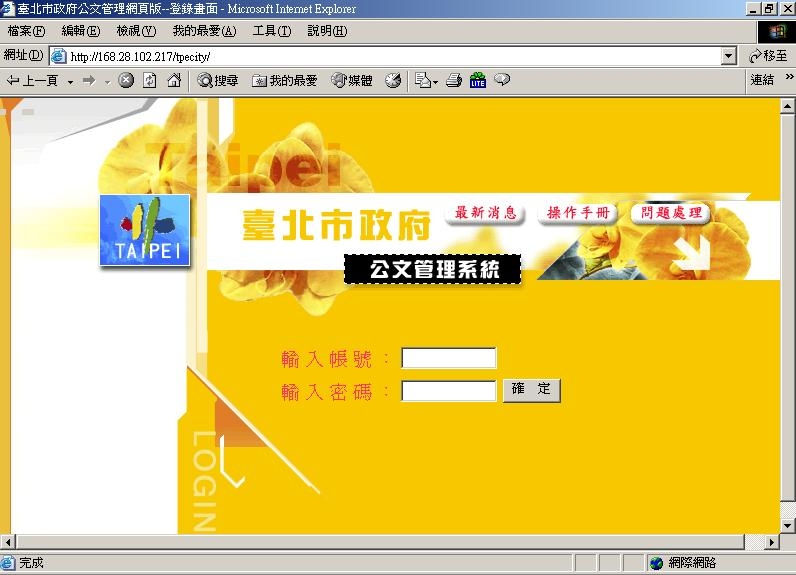 臺北市政府公文管理網頁版--登錄畫面 - Microsoft Internet Explorer
檔案(F) 編輯(E) 檢視(V) 我的最愛(A) 工具(T) 說明(H)
網址(D) http://168.28.102.217/tpecity/ 移至
上一頁 搜尋 我的最愛 媒體 LITE 連結 »
Taipei
最新消息 操作手冊 問題處理
臺北市政府
TAIPEI
公文管理系統
輸入帳號：
輸入密碼： 確 定
LOGIN
完成 網際網路